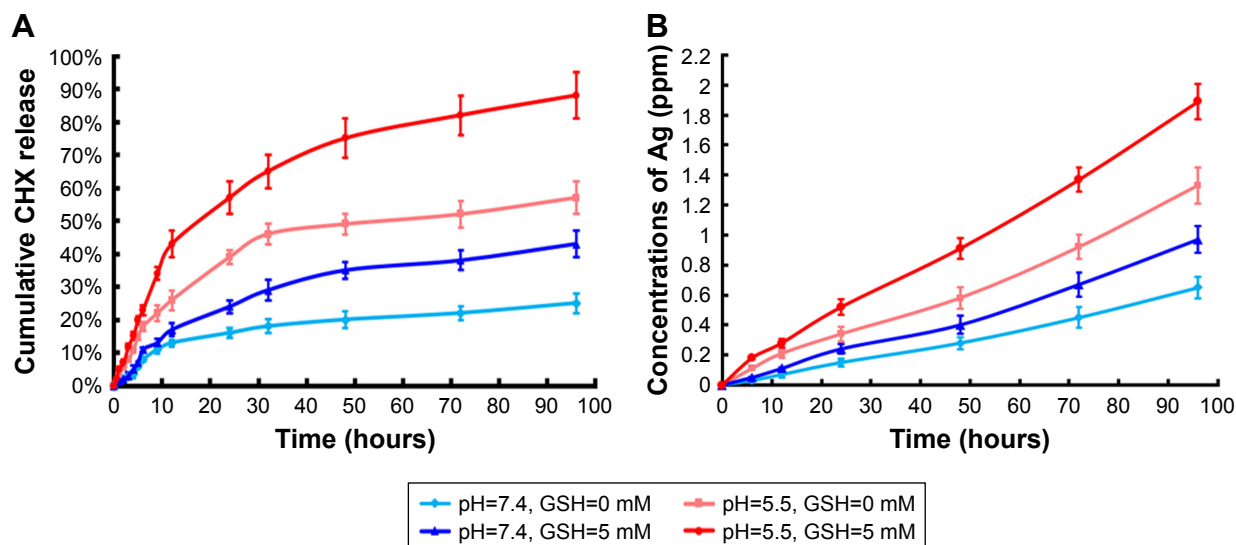 A
Cumulative CHX release
100%
90%
80%
70%
60%
50%
40%
30%
20%
10%
0%
0 10 20 30 40 50 60 70 80 90 100
Time (hours)
B
Concentrations of Ag (ppm)
2.2
2
1.8
1.6
1.4
1.2
1
0.8
0.6
0.4
0.2
0
0 10 20 30 40 50 60 70 80 90 100
Time (hours)
pH=7.4, GSH=0 mM pH=5.5, GSH=0 mM
pH=7.4, GSH=5 mM pH=5.5, GSH=5 mM